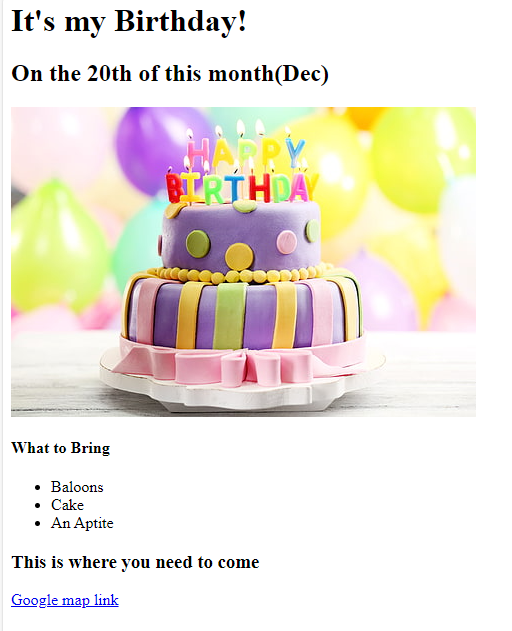 It's my Birthday!
On the 20th of this month(Dec)
HAPPY
BIRTHDAY
What to Bring
Baloons
Cake
An Aptite
This is where you need to come
Google map link